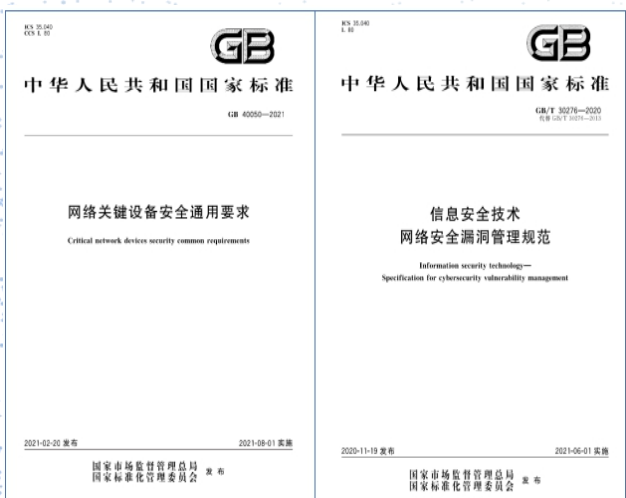 ICS 35.040
CCS L 80
GB
中华人民共和国国家标准
GB 40050—2021
网络关键设备安全通用要求
Critical network devices security common requirements
2021-02-20 发布
2021-08-01 实施
国家市场监督管理总局
国家标准化管理委员会
发布
ICS 35.040
L 80
GB
中华人民共和国国家标准
GB/T 30276—2020
代替 GB/T 30276—2013
信息安全技术
网络安全漏洞管理规范
Information security technology—
Specification for cybersecurity vulnerability management
2020-11-19 发布
2021-06-01 实施
国家市场监督管理总局
国家标准化管理委员会
发布